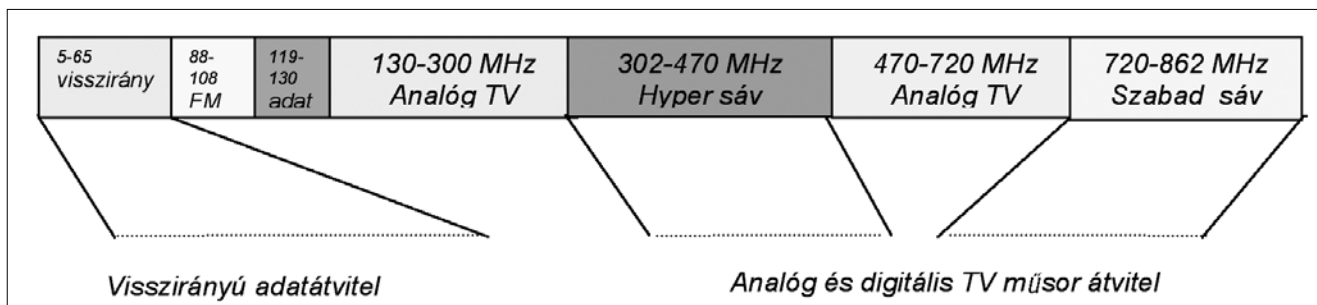 5-65
visszirány
88-
108
FM
119-
130
adat
130-300 MHz
Analóg TV
302-470 MHz
Hyper sáv
470-720 MHz
Analóg TV
720-862 MHz
Szabad sáv
Visszirányú adatátvitel
Analóg és digitális TV műsor átvitel